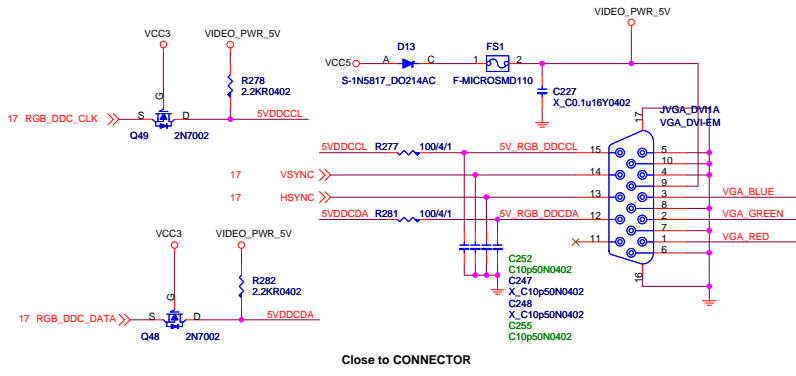 VIDEO_PWR_5V
VCC3 VIDEO_PWR_5V
D13 FS1
VCC5 A C 1 2
S-1N5817_DO214AC F-MICROSMD110
R278
2.2KR0402
C227
X_C0.1u16Y0402
G
17 RGB_DDC_CLK S D 5VDDCCL
Q49 2N7002
JVGA_DVI1A
VGA_DVI-EM
17
5VDDCCL R277 100/4/1 5V_RGB_DDCCL 15 5
10
17 VSYNC 14 4
9
17 HSYNC 13 3 VGA_BLUE
8
5VDDCDA R281 100/4/1 5V_RGB_DDCDA 12 2 VGA_GREEN
7
11 1 VGA_RED
6
16
VCC3 VIDEO_PWR_5V
R282
2.2KR0402
G
17 RGB_DDC_DATA S D 5VDDCDA
Q48 2N7002
C252
C10p50N0402
C247
X_C10p50N0402
C248
X_C10p50N0402
C255
C10p50N0402
Close to CONNECTOR